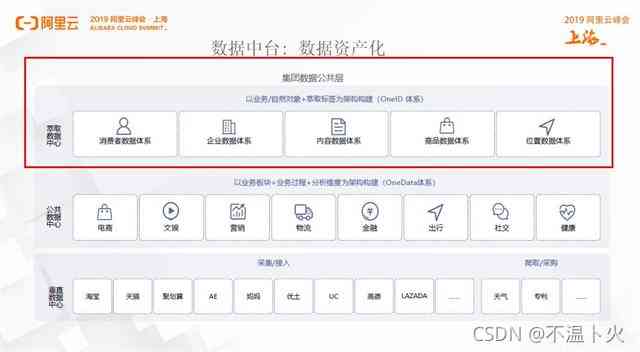 阿里云
2019 阿里云峰会·上海
ALIBABA CLOUD SUMMIT
2019 阿里云峰会
上海
数据中台：数据资产化
集团数据公共层
以业务/自然对象+萃取标签为架构构建（OneID 体系）
萃取数据中心
消费者数据体系
企业数据体系
内容数据体系
商品数据体系
位置数据体系
以业务板块+业务过程+分析维度为架构构建（OneData体系）
公共数据中心
电商
文娱
营销
物流
金融
出行
社交
健康
采集/接入
爬取/采购
垂直数据中心
淘宝
天猫
聚划算
AE
妈妈
优土
UC
高德
LAZADA
......
天气
专利
......
CSDN @不温卜火